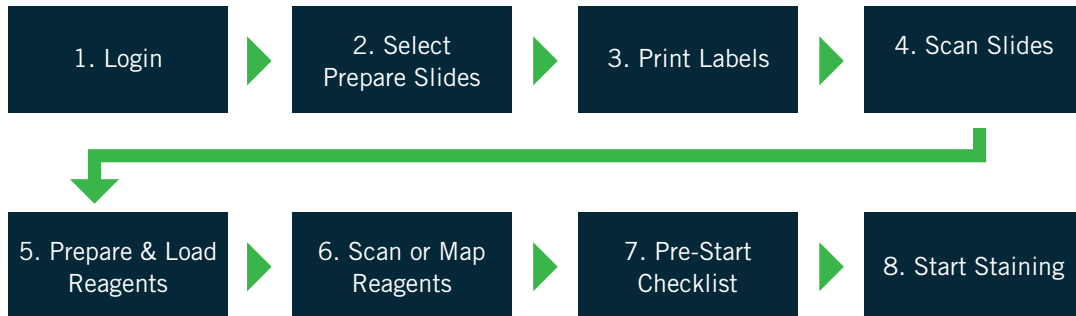 1. Login
2. Select
Prepare Slides
3. Print Labels
4. Scan Slides
5. Prepare & Load
Reagents
6. Scan or Map
Reagents
7. Pre-Start
Checklist
8. Start Staining